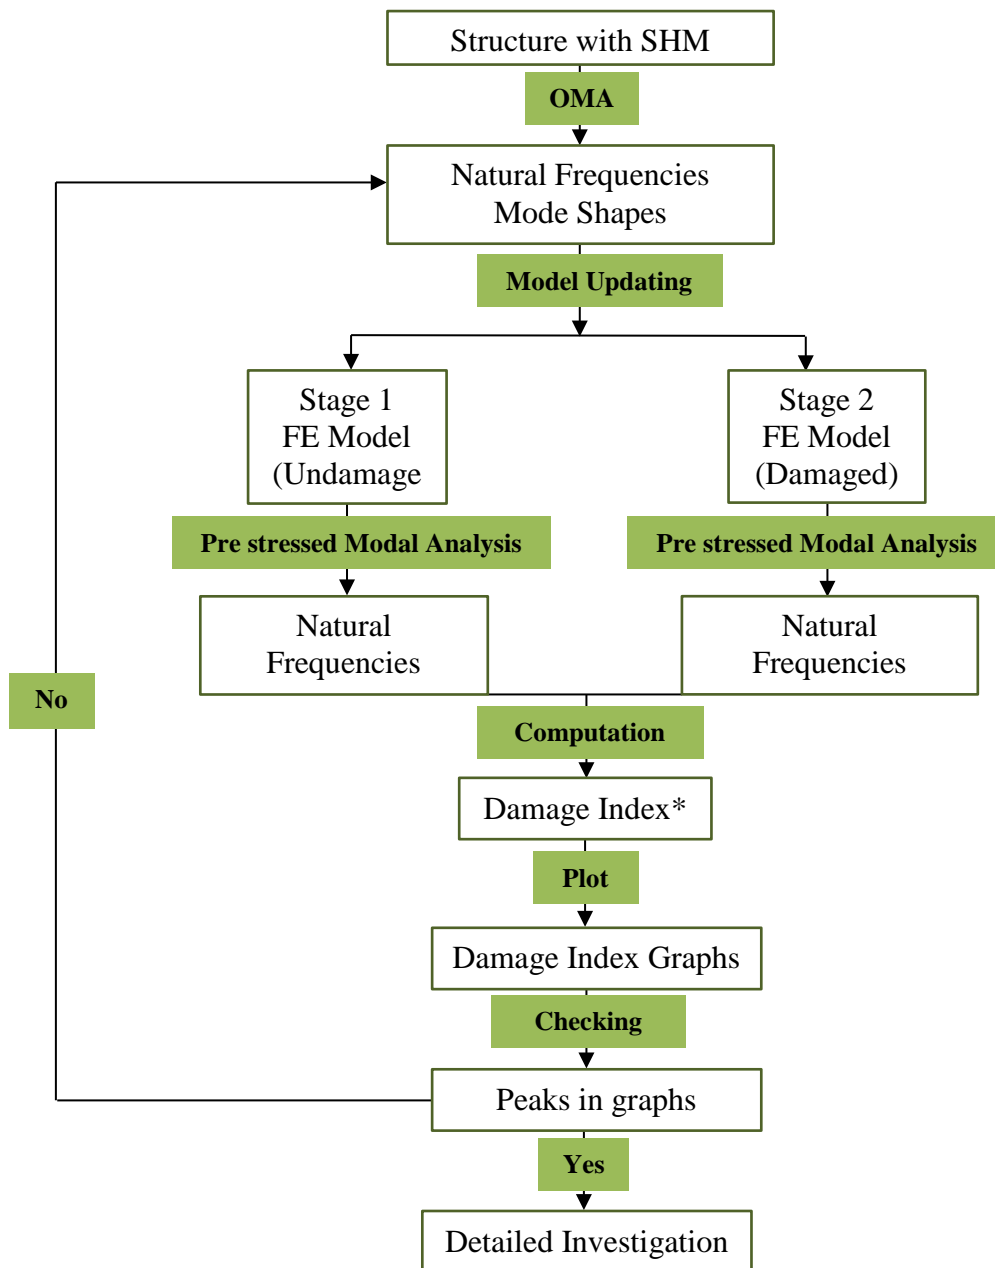 Structure with SHM
OMA
Natural Frequencies
Mode Shapes
Model Updating
Stage 1
FE Model
(Undamage
Stage 2
FE Model
(Damaged)
Pre stressed Modal Analysis
Pre stressed Modal Analysis
Natural
Frequencies
Natural
Frequencies
No
Computation
Damage Index*
Plot
Damage Index Graphs
Checking
Peaks in graphs
Yes
Detailed Investigation